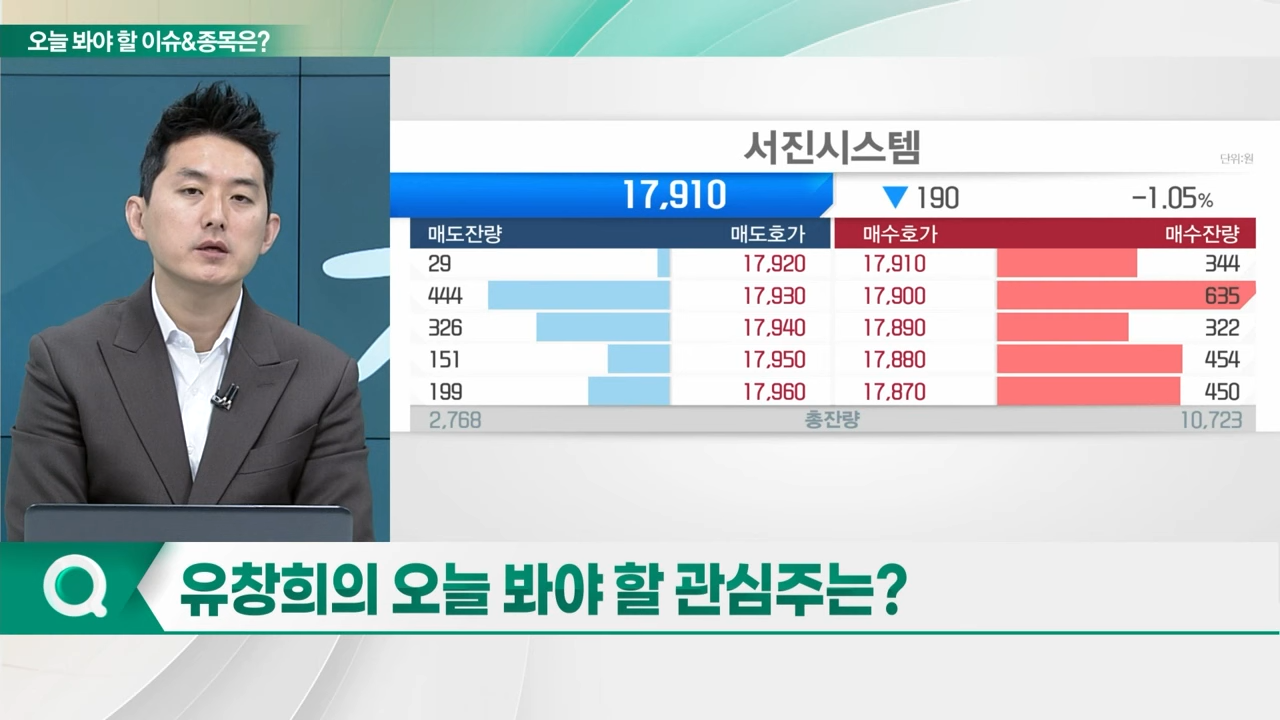 오늘 봐야 할 이슈&종목은?
서진시스템
단위:원
17,910 ▼ 190 -1.05%
매도잔량 매도호가 매수호가 매수잔량
29 17,920 17,910 344
444 17,930 17,900 635
326 17,940 17,890 322
151 17,950 17,880 454
199 17,960 17,870 450
2,768 총잔량 10,723
유창희의 오늘 봐야 할 관심주는?